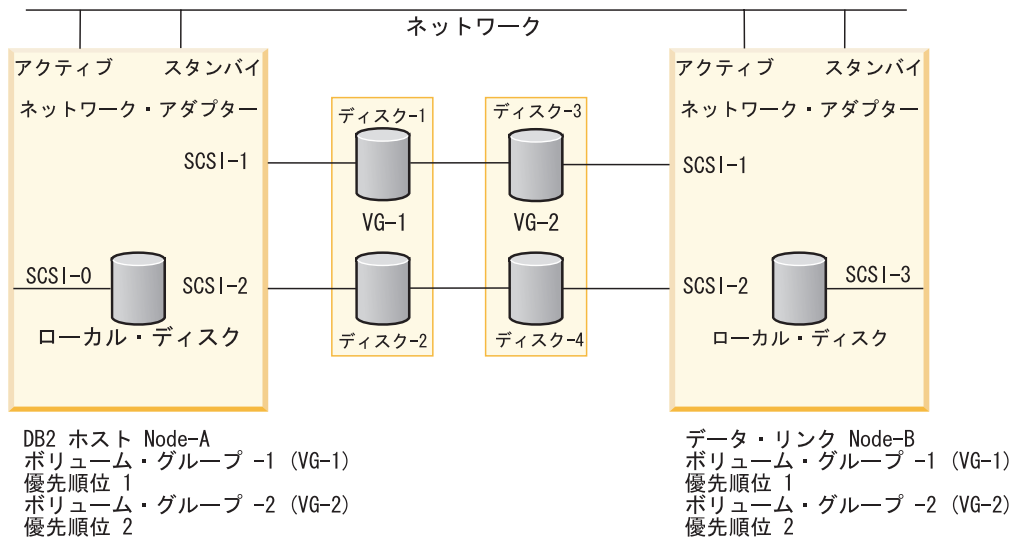 ネットワーク
アクティブ スタンバイ
ネットワーク・アダプター
SCSI-1
SCSI-0
SCSI-2
ローカル・ディスク
ディスク-1
VG-1
ディスク-2
ディスク-3
VG-2
ディスク-4
アクティブ スタンバイ
ネットワーク・アダプター
SCSI-1
SCSI-2
SCSI-3
ローカル・ディスク
DB2 ホスト Node-A
ボリューム・グループ -1 (VG-1)
優先順位 1
ボリューム・グループ -2 (VG-2)
優先順位 2
データ・リンク Node-B
ボリューム・グループ -1 (VG-1)
優先順位 1
ボリューム・グループ -2 (VG-2)
優先順位 2